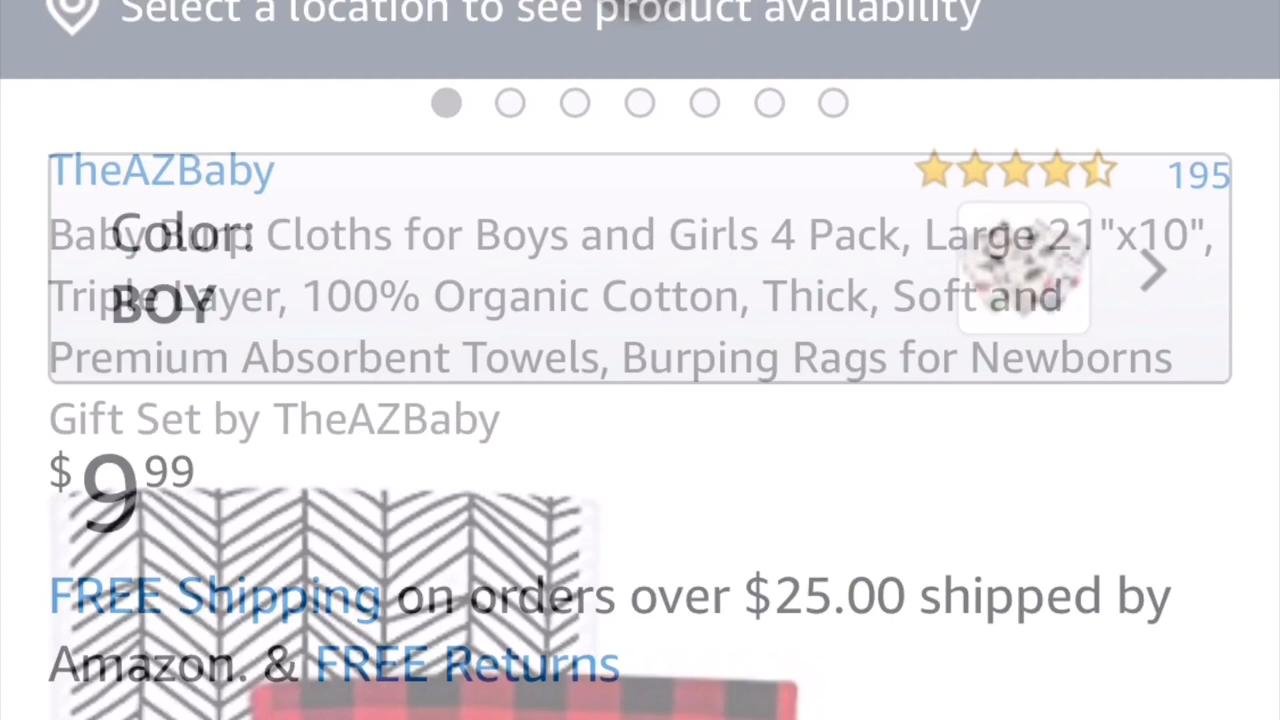 Select a location to see product availability
TheAZBaby 195
Baby Burp Cloths for Boys and Girls 4 Pack, Large 21"x10",
Triple Layer, 100% Organic Cotton, Thick, Soft and
Premium Absorbent Towels, Burping Rags for Newborns
Gift Set by TheAZBaby
Color:
BOY
$9.99
FREE Shipping on orders over $25.00 shipped by
Amazon. & FREE Returns